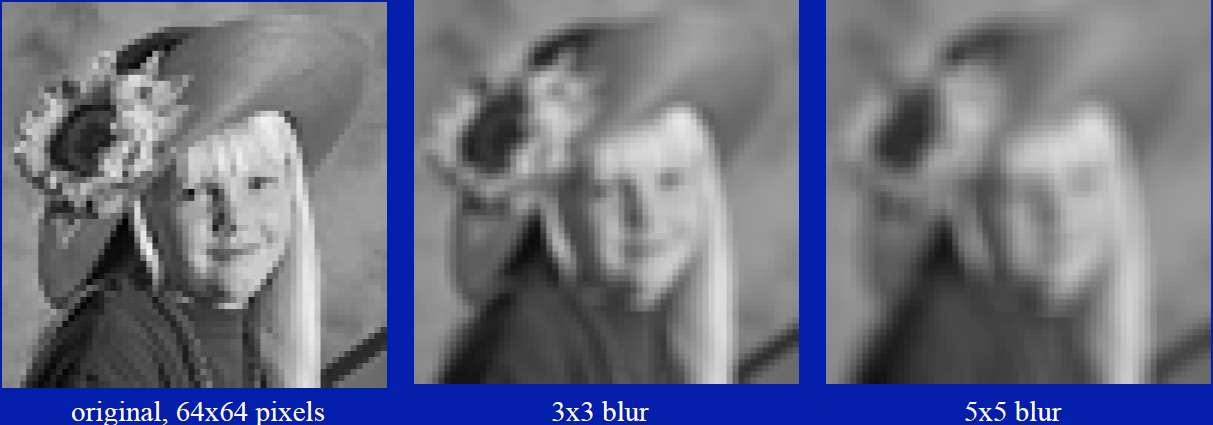 original, 64x64 pixels
3x3 blur
5x5 blur